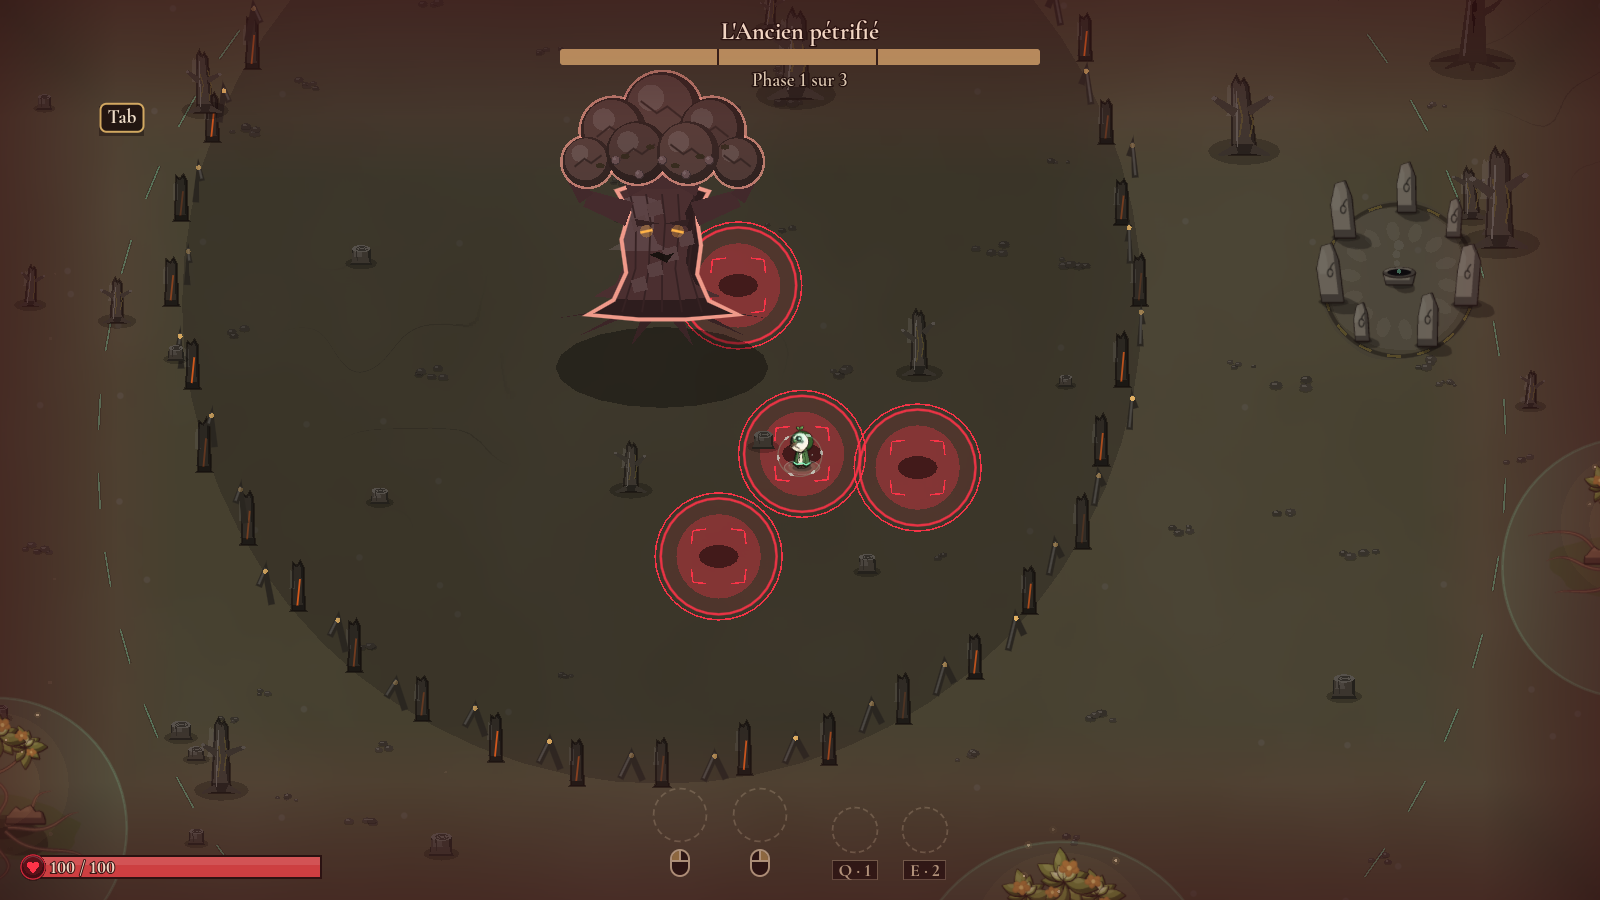 L'Ancien pétrifié
Phase 1 sur 3
Tab
100 / 100
Q · 1
E · 2